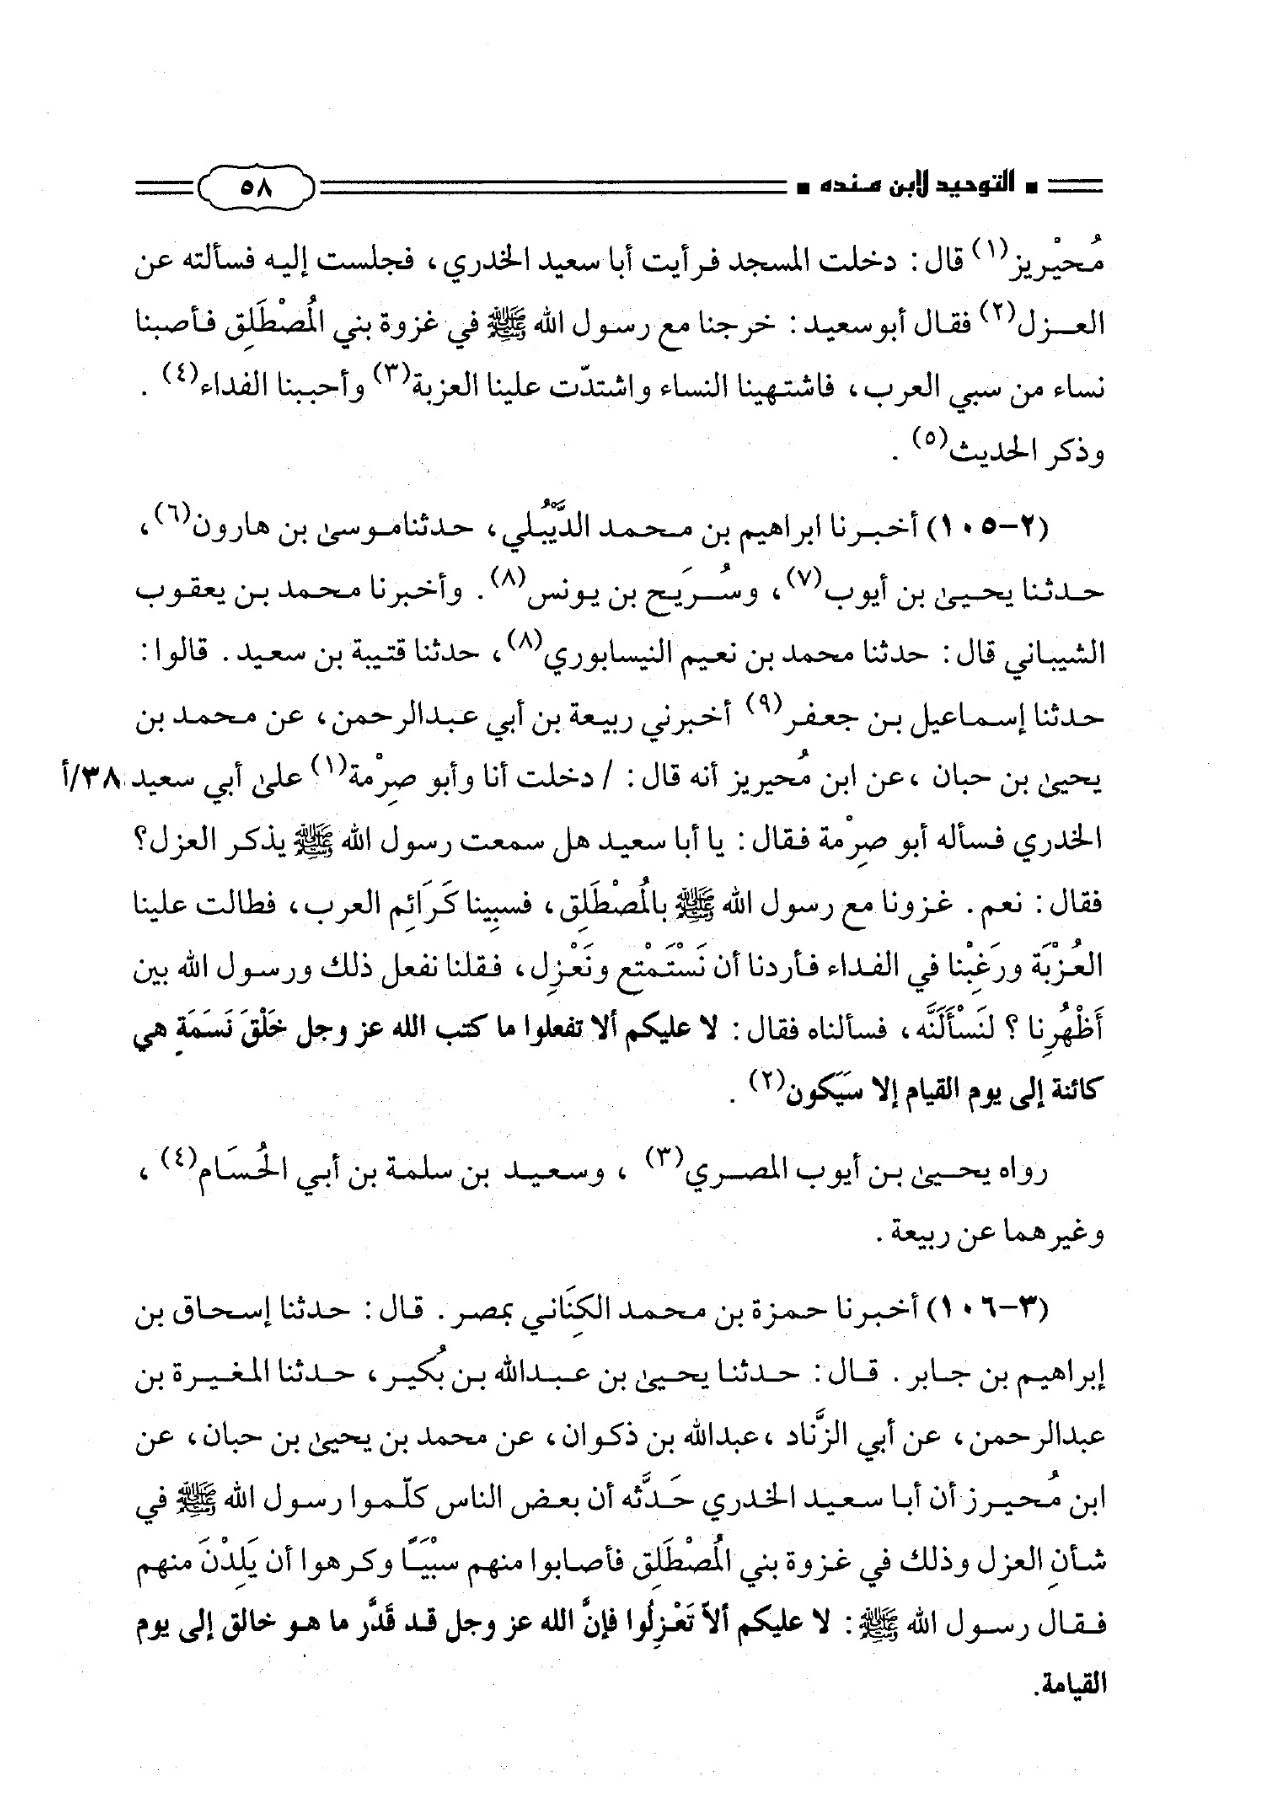 التوحيد لابن منده ٥٨
مُحيْريز(١) قال: دخلت المسجد فرأيت أبا سعيد الخدري، فجلست إليه فسألته عن
العزل(٢) فقال أبوسعيد: خرجنا مع رسول الله ﷺ في غزوة بني المُصْطَلِق فأصبنا
نساء من سبي العرب، فاشتهينا النساء واشتدّت علينا العزبة(٣) وأحببنا الفداء(٤) .
وذكر الحديث(٥) .
(٢-١٠٥) أخبرنا ابراهيم بن محمد الدَّيْبُلي، حدثناموسىٰ بن هارون(٦)،
حدثنا يحيىٰ بن أيوب(٧)، وسُرَيح بن يونس(٨). وأخبرنا محمد بن يعقوب
الشيباني قال: حدثنا محمد بن نعيم النيسابوري(٨)، حدثنا قتيبة بن سعيد. قالوا:
حدثنا إسماعيل بن جعفر(٩) أخبرني ربيعة بن أبي عبدالرحمن، عن محمد بن
يحيىٰ بن حبان ،عن ابن مُحيريز أنه قال: / دخلت أنا وأبو صِرْمة(١) علىٰ أبي سعيد ٣٨/أ
الخدري فسأله أبو صِرْمة فقال: يا أبا سعيد هل سمعت رسول الله ﷺ يذكر العزل؟
فقال: نعم. غزونا مع رسول الله ﷺ بالمُصْطَلِق، فسبِينا كَرَائِم العرب، فطالت علينا
العُزْبَة ورَغِبْنا في الفداء فأردنا أن نَسْتَمْتع ونَعْزِل، فقلنا نفعل ذلك ورسول الله بين
أَظْهُرِنا ؟ لنَسْأَلَنَّه، فسألناه فقال: لا عليكم ألا تفعلوا ما كتب الله عز وجل خَلْقَ نَسَمَةٍ هي
كائنة إلى يوم القيام إلا سَيَكون(٢) .
رواه يحيىٰ بن أيوب المصري(٣) ، وسعيد بن سلمة بن أبي الحُسَام(٤) ،
وغيرهما عن ربيعة .
(٣-١٠٦) أخبرنا حمزة بن محمد الكِنَاني بمصر. قال: حدثنا إسحاق بن
إبراهيم بن جابر. قال: حدثنا يحيىٰ بن عبدالله بن بُكير، حدثنا المغيرة بن
عبدالرحمن، عن أبي الزَّناد ،عبدالله بن ذكوان، عن محمد بن يحيىٰ بن حبان، عن
ابن مُحيرز أن أبا سعيد الخدري حَدَّثه أن بعض الناس كلّموا رسول الله ﷺ في
شأنِ العزل وذلك في غزوة بني المُصْطَلِق فأصابوا منهم سبْيَاً وكرهوا أن يَلِدْنَ منهم
فقال رسول الله ﷺ: لا عليكم ألاّ تَعْزِلُوا فإنَّ الله عز وجل قد قَدَّر ما هو خالق إلى يوم
القيامة.